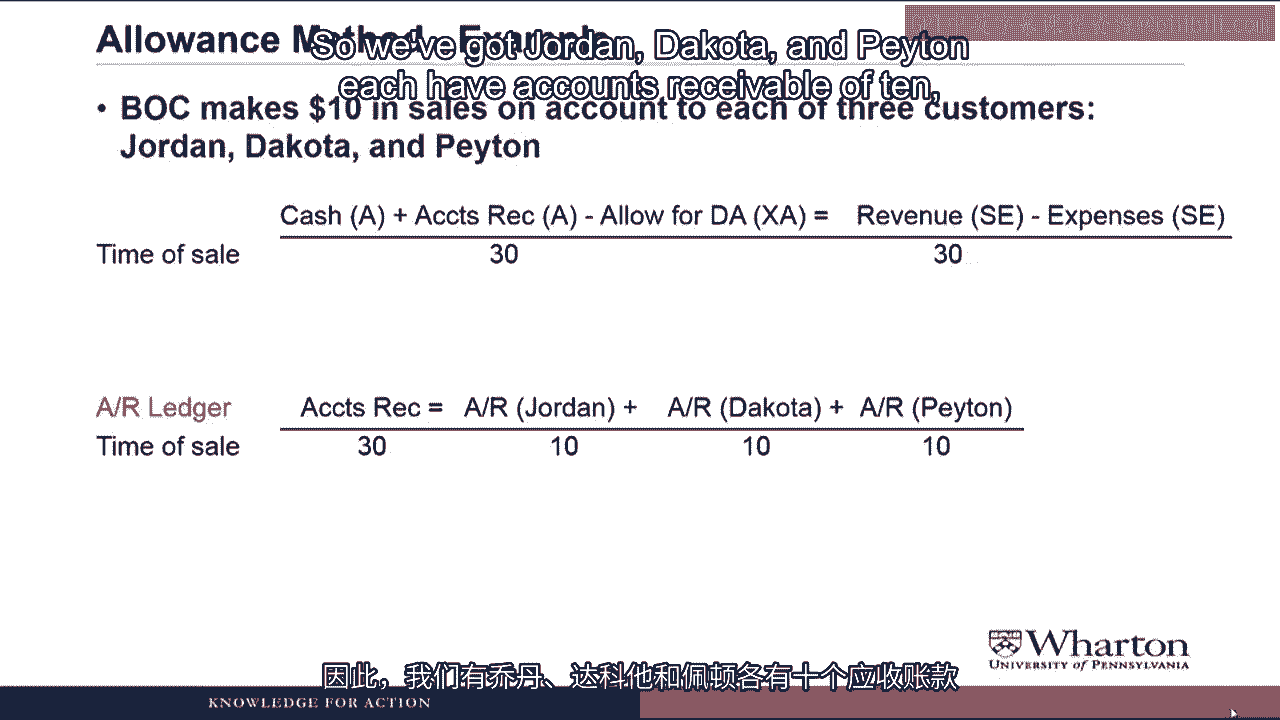 Allowance Method - Example
So we've got Jordan, Dakota, and Peyton
each have accounts receivable of ten,
• BOC makes $10 in sales on account to each of three customers:
Jordan, Dakota, and Peyton
Cash (A) + Accts Rec (A) - Allow for DA (XA) = Revenue (SE) - Expenses (SE)
Time of sale 30 30
A/R Ledger Accts Rec = A/R (Jordan) + A/R (Dakota) + A/R (Peyton)
Time of sale 30 10 10 10
Wharton
UNIVERSITY of PENNSYLVANIA
因此，我们有乔丹、达科他和佩顿各有十个应收账款
KNOWLEDGE FOR ACTION